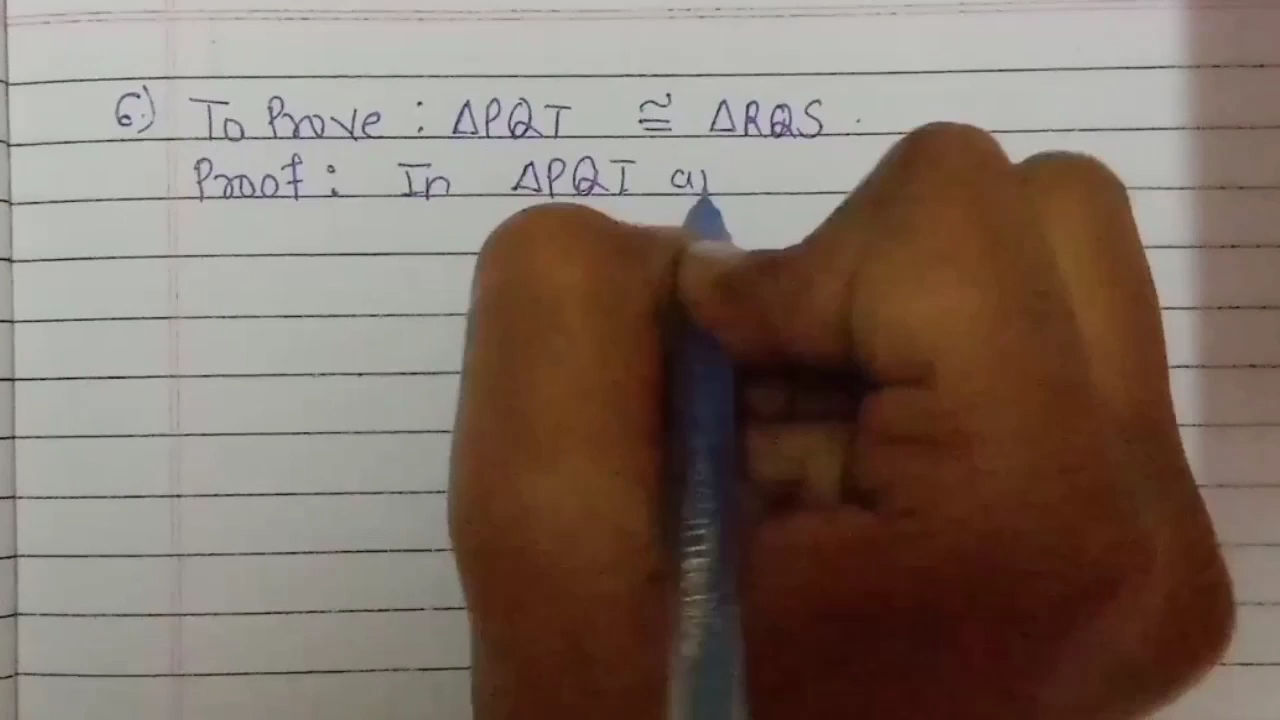 6.) To Prove : ΔPQT ≅ ΔRQS .
Proof : In ΔPQT